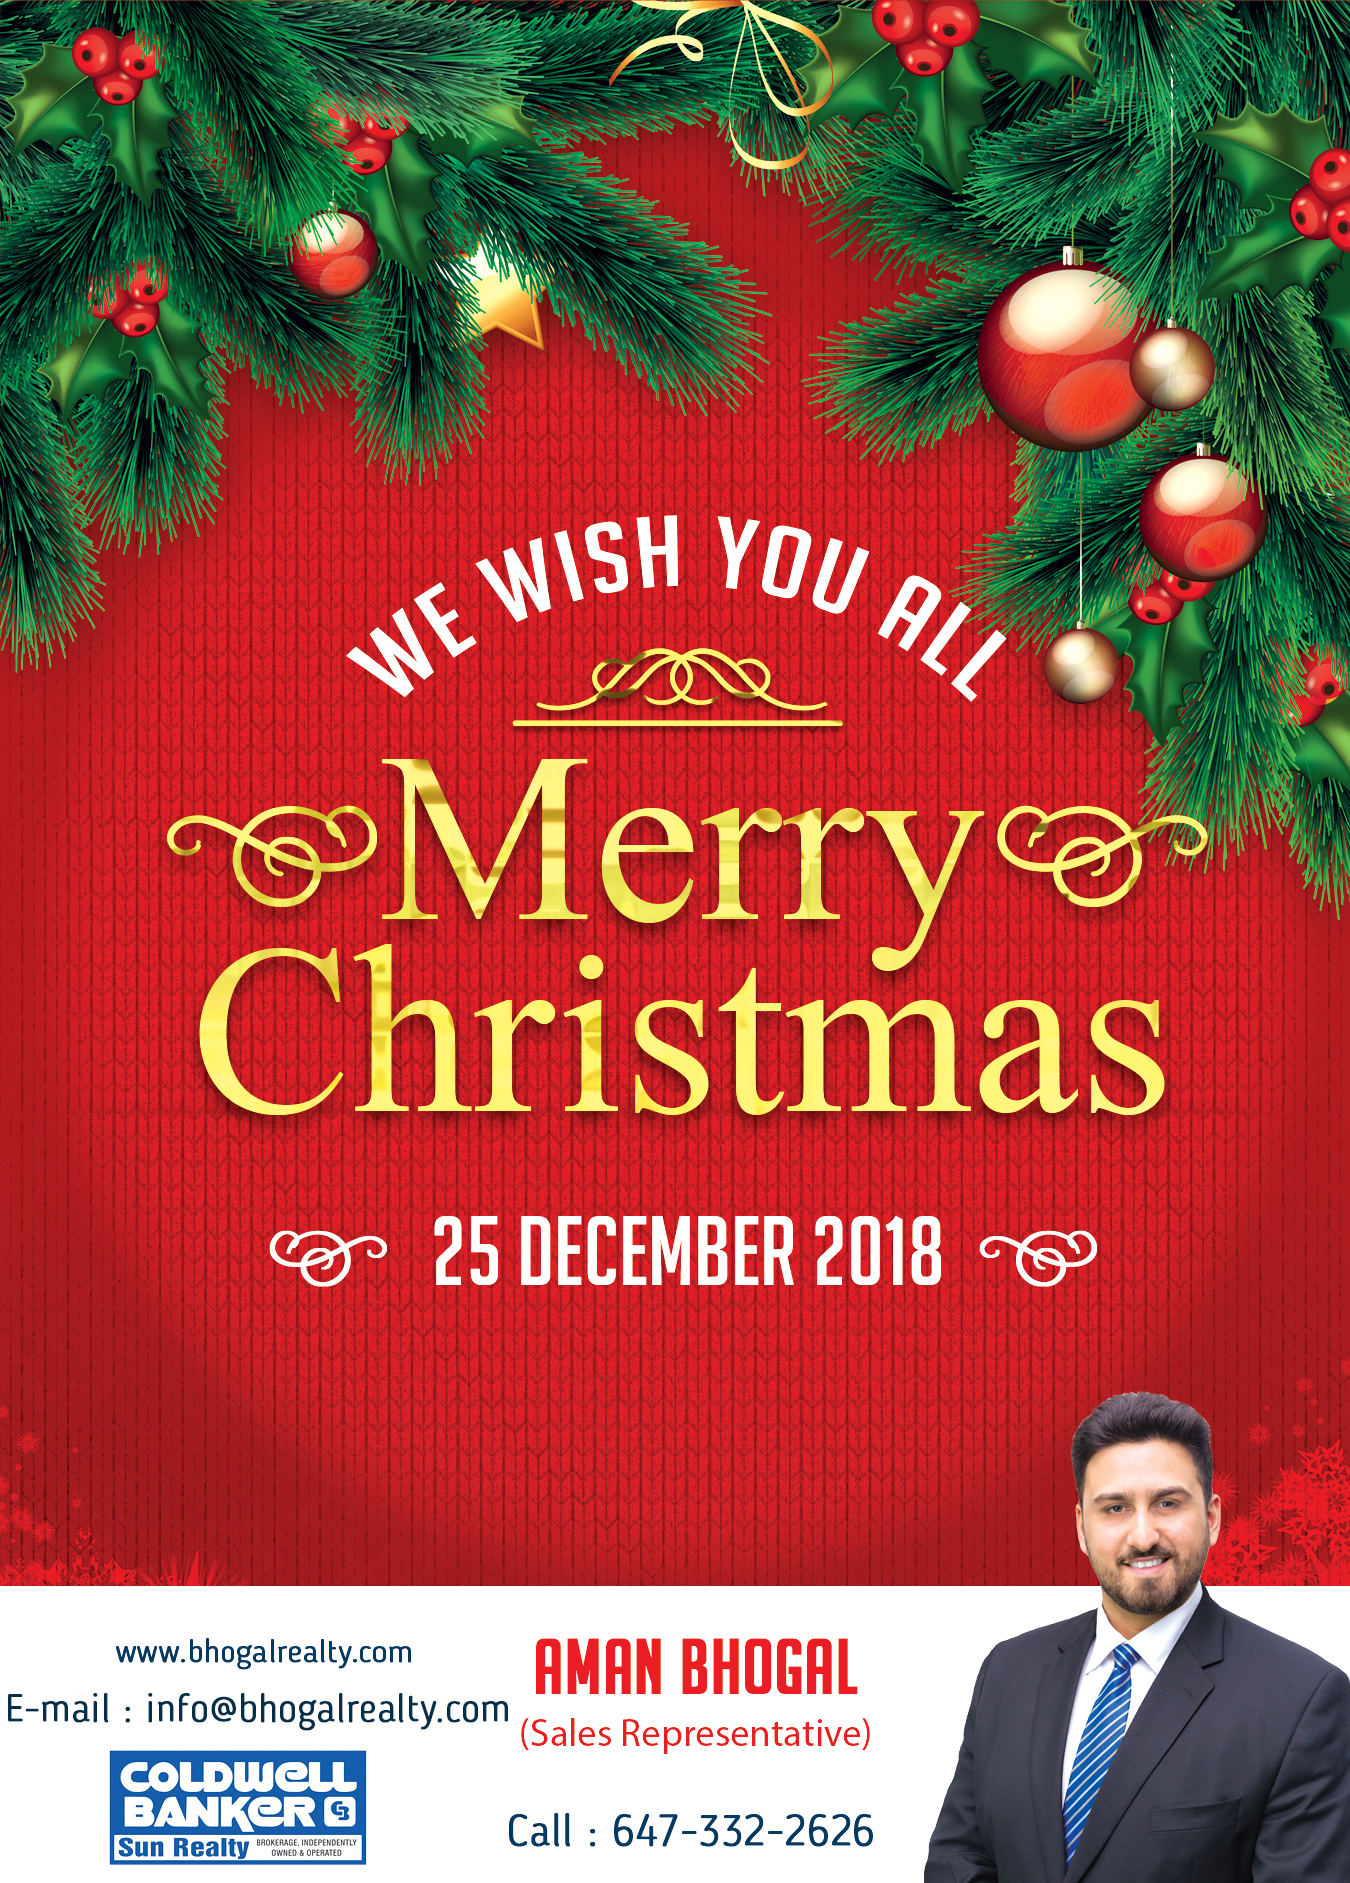 WE WISH YOU ALL
Merry
Christmas
25 DECEMBER 2018
www.bhogalrealty.com
E-mail : info@bhogalrealty.com
COLDWELL
BANKER CB
Sun Realty BROKERAGE, INDEPENDENTLY
OWNED & OPERATED
AMAN BHOGAL
(Sales Representative)
Call : 647-332-2626